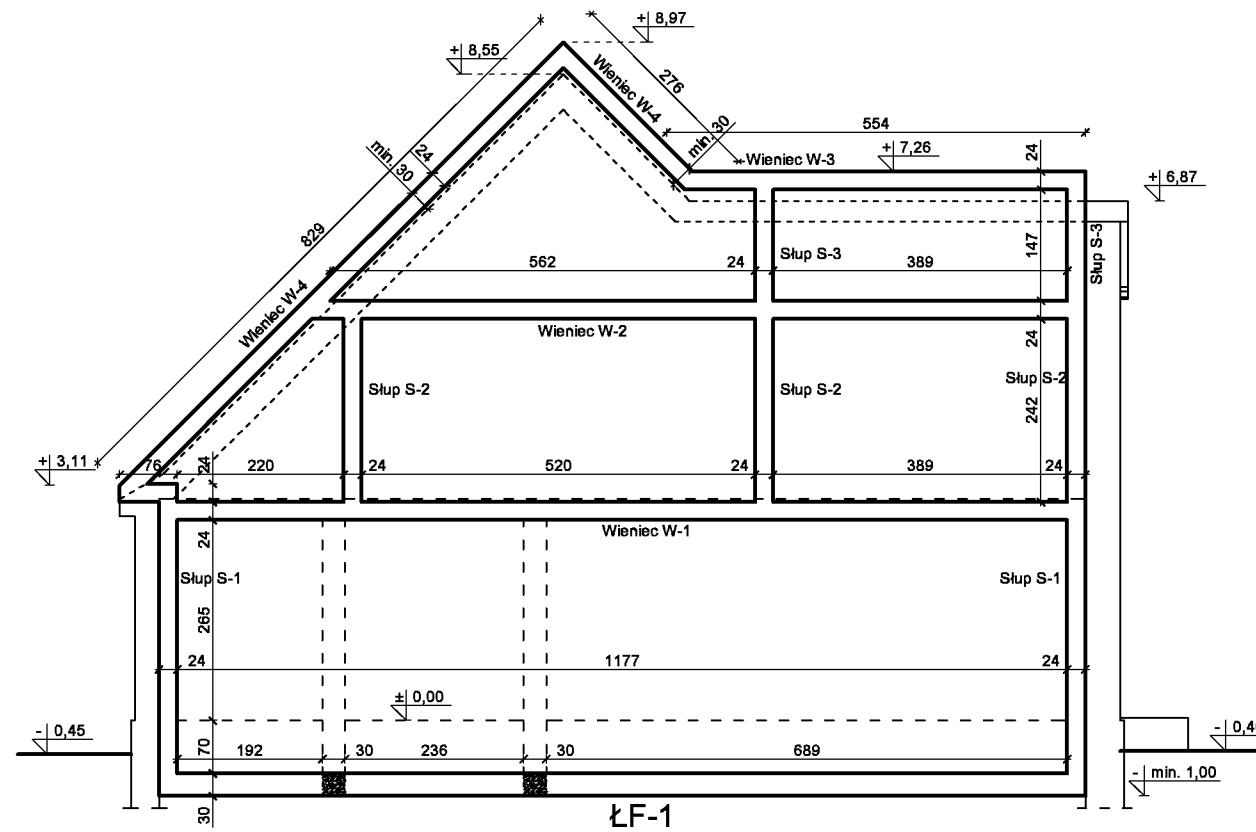 + 8,97
+ 8,55
Wieniec W-4
276
554
min. 30
24
min. 30
Wieniec W-3
+ 7,26
24
+ 6,87
829
562
24
Słup S-3
389
147
Słup S-3
Wieniec W-4
Wieniec W-2
24
Słup S-2
Słup S-2
Słup S-2
242
+ 3,11
76
24
220
24
520
24
389
24
Wieniec W-1
24
Słup S-1
Słup S-1
265
24
1177
24
± 0,00
- 0,45
70
192
30
236
30
689
- min. 1,00
30
ŁF-1